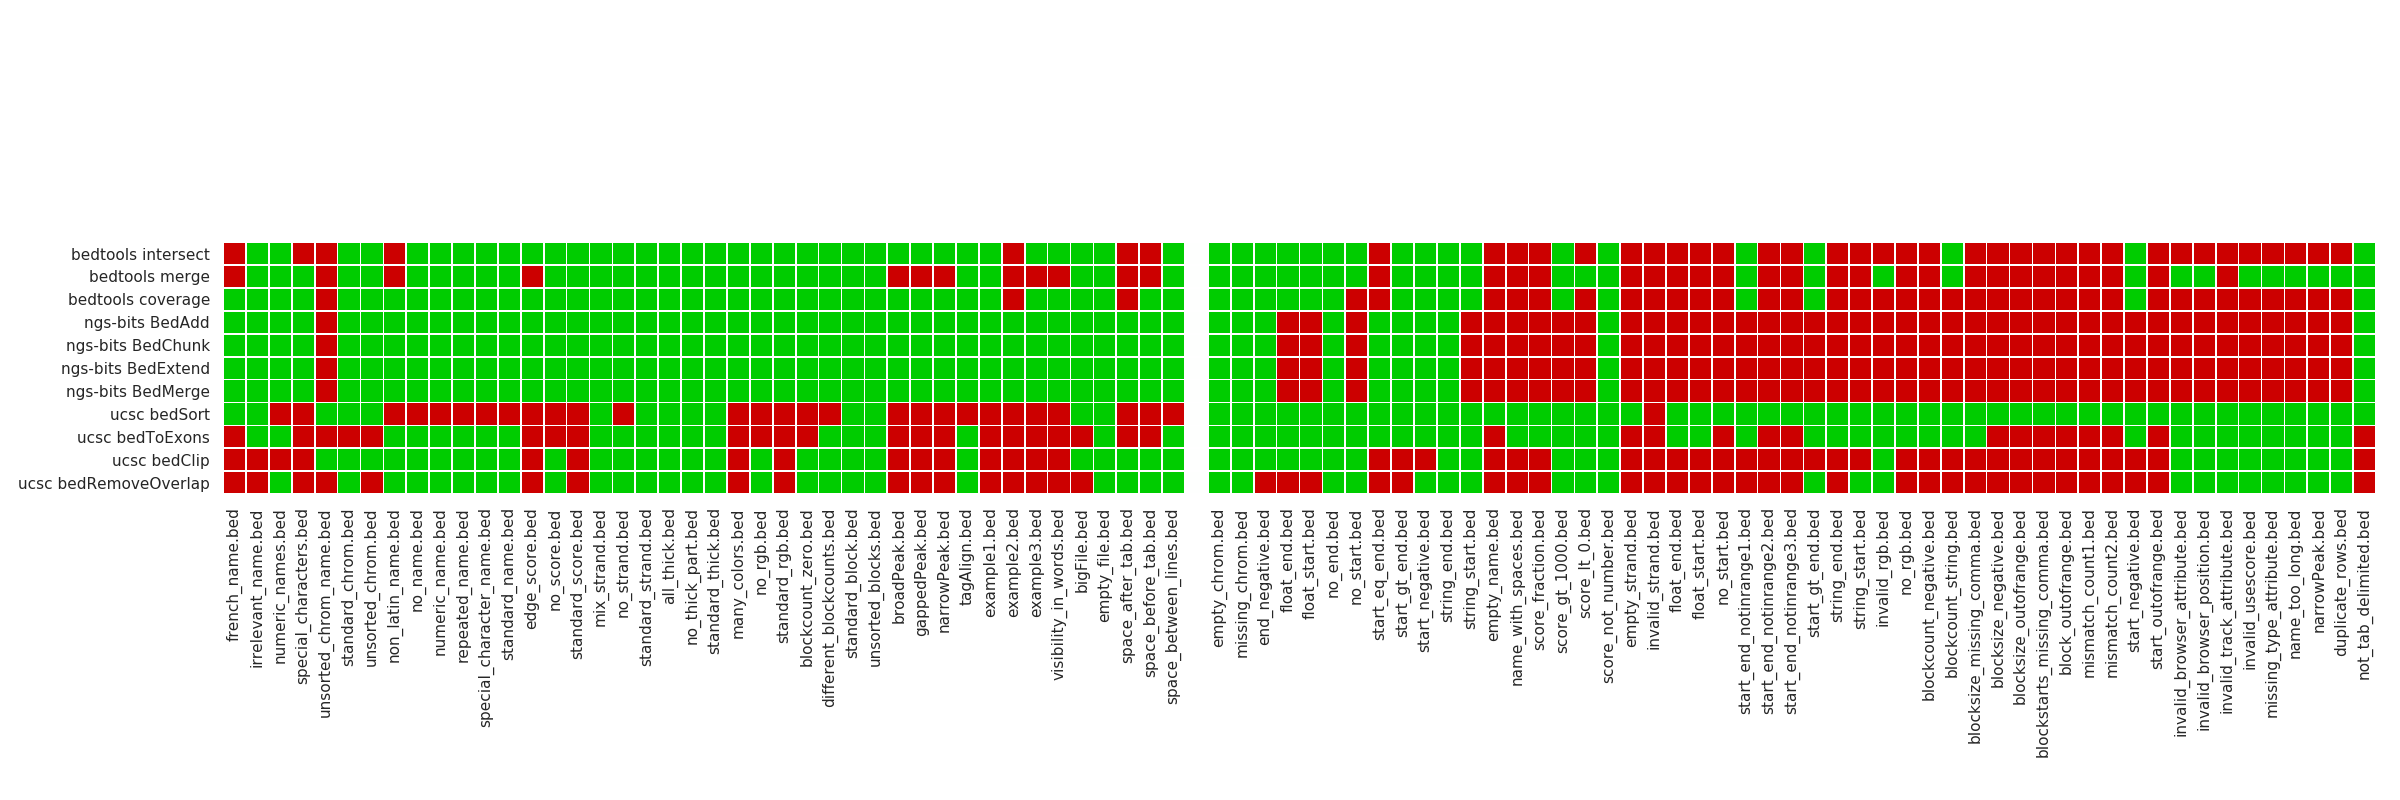 bedtools intersect
bedtools merge
bedtools coverage
ngs-bits BedAdd
ngs-bits BedChunk
ngs-bits BedExtend
ngs-bits BedMerge
ucsc bedSort
ucsc bedToExons
ucsc bedClip
ucsc bedRemoveOverlap
french_name.bed
irrelevant_name.bed
numeric_names.bed
special_characters.bed
unsorted_chrom_name.bed
standard_chrom.bed
unsorted_chrom.bed
non_latin_name.bed
no_name.bed
numeric_name.bed
repeated_name.bed
special_character_name.bed
standard_name.bed
edge_score.bed
no_score.bed
standard_score.bed
mix_strand.bed
no_strand.bed
standard_strand.bed
all_thick.bed
no_thick_part.bed
standard_thick.bed
many_colors.bed
no_rgb.bed
standard_rgb.bed
blockcount_zero.bed
different_blockcounts.bed
standard_block.bed
unsorted_blocks.bed
broadPeak.bed
gappedPeak.bed
narrowPeak.bed
tagAlign.bed
example1.bed
example2.bed
example3.bed
visibility_in_words.bed
bigFile.bed
empty_file.bed
space_after_tab.bed
space_before_tab.bed
space_between_lines.bed
empty_chrom.bed
missing_chrom.bed
end_negative.bed
float_end.bed
float_start.bed
no_end.bed
no_start.bed
start_eq_end.bed
start_gt_end.bed
start_negative.bed
string_end.bed
string_start.bed
empty_name.bed
name_with_spaces.bed
score_fraction.bed
score_gt_1000.bed
score_lt_0.bed
score_not_number.bed
empty_strand.bed
invalid_strand.bed
float_end.bed
float_start.bed
no_start.bed
start_end_notinrange1.bed
start_end_notinrange2.bed
start_end_notinrange3.bed
start_gt_end.bed
string_end.bed
string_start.bed
invalid_rgb.bed
no_rgb.bed
blockcount_negative.bed
blockcount_string.bed
blocksize_missing_comma.bed
blocksize_negative.bed
blocksize_outofrange.bed
blockstarts_missing_comma.bed
block_outofrange.bed
mismatch_count1.bed
mismatch_count2.bed
start_negative.bed
start_outofrange.bed
invalid_browser_attribute.bed
invalid_browser_position.bed
invalid_track_attribute.bed
invalid_usescore.bed
missing_type_attribute.bed
name_too_long.bed
narrowPeak.bed
duplicate_rows.bed
not_tab_delimited.bed